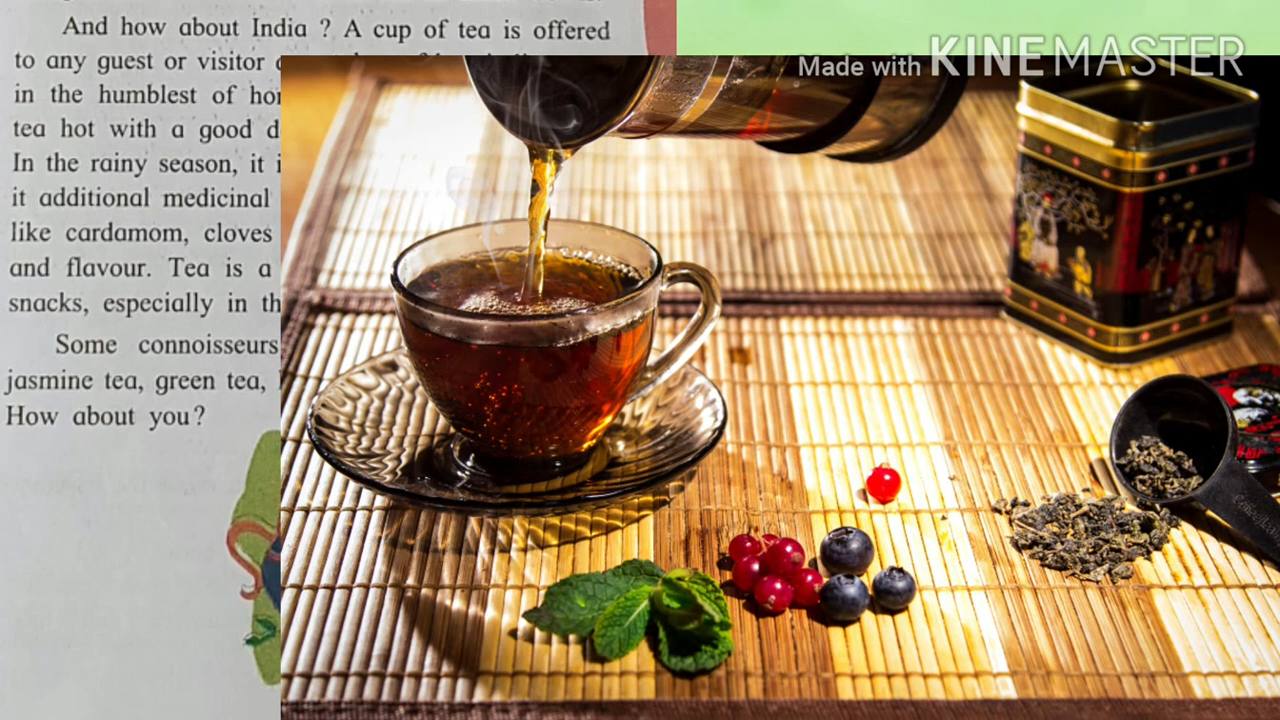 And how about India ? A cup of tea is offered
to any guest or visitor
in the humblest of
tea hot with a good
In the rainy season, it
it additional medicinal
like cardamom, cloves
and flavour. Tea is a
snacks, especially in
Some connoisseurs
jasmine tea, green tea,
How about you?
Made with KINEMASTER